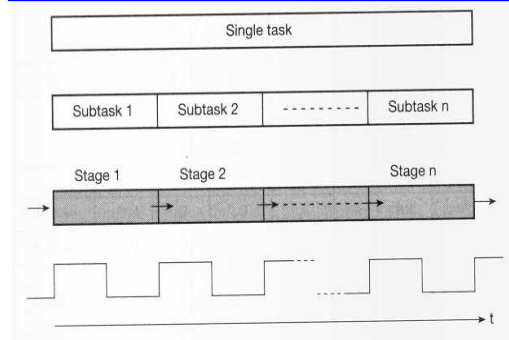 Single task
Subtask 1 Subtask 2 Subtask n
Stage 1 Stage 2 Stage n
t